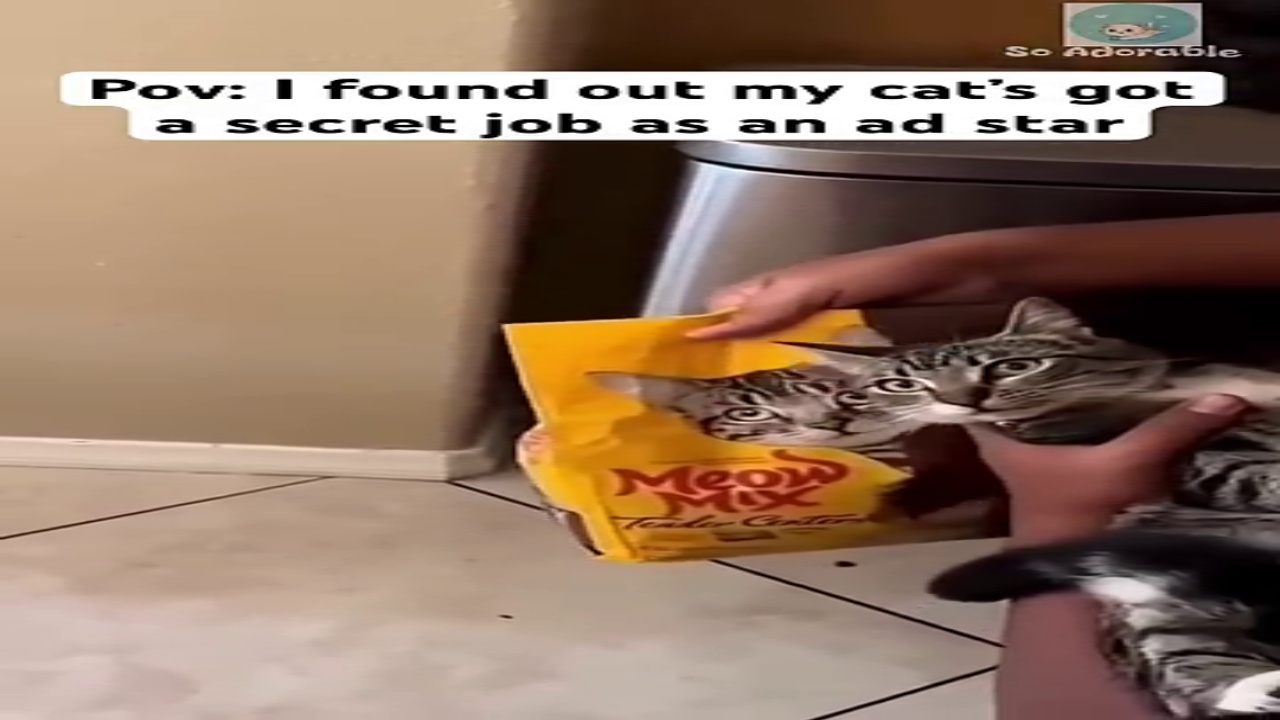 So Adorable
Pov: I found out my cat’s got
a secret job as an ad star
Meow
Mix
Tender Centers